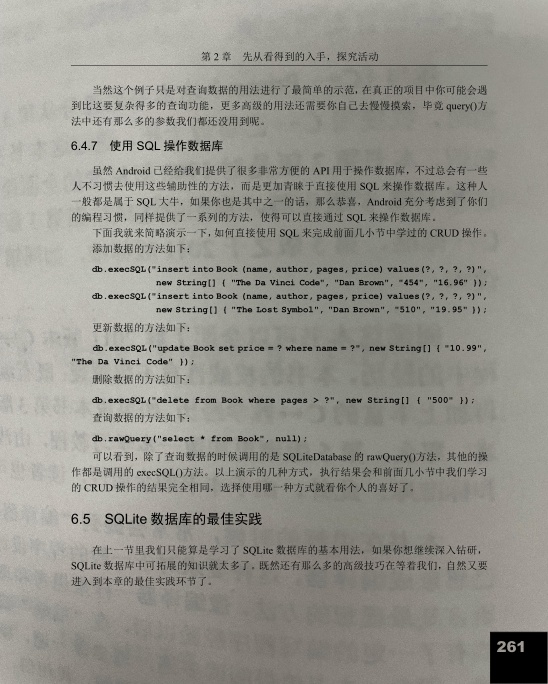 第 2 章 先从看得到的入手，探究活动
当然这个例子只是对查询数据的用法进行了最简单的示范，在真正的项目中你可能会遇
到比这要复杂得多的查询功能，更多高级的用法还需要你自己去慢慢摸索，毕竟 query()方
法中还有那么多的参数我们都还没用到呢。
6.4.7 使用 SQL 操作数据库
虽然 Android 已经给我们提供了很多非常方便的 API 用于操作数据库，不过总会有一些
人不习惯去使用这些辅助性的方法，而是更加青睐于直接使用 SQL 来操作数据库。这种人
一般都是属于 SQL 大牛，如果你也是其中之一的话，那么恭喜，Android 充分考虑到了你们
的编程习惯，同样提供了一系列的方法，使得可以直接通过 SQL 来操作数据库。
下面我就来简略演示一下，如何直接使用 SQL 来完成前面几小节中学过的 CRUD 操作。
添加数据的方法如下：
db.execSQL("insert into Book (name, author, pages, price) values(?, ?, ?, ?)",
new String[] { "The Da Vinci Code", "Dan Brown", "454", "16.96" });
db.execSQL("insert into Book (name, author, pages, price) values(?, ?, ?, ?)",
new String[] { "The Lost Symbol", "Dan Brown", "510", "19.95" });
更新数据的方法如下：
db.execSQL("update Book set price = ? where name = ?", new String[] { "10.99",
"The Da Vinci Code" });
删除数据的方法如下：
db.execSQL("delete from Book where pages > ?", new String[] { "500" });
查询数据的方法如下：
db.rawQuery("select * from Book", null);
可以看到，除了查询数据的时候调用的是 SQLiteDatabase 的 rawQuery()方法，其他的操
作都是调用的 execSQL()方法。以上演示的几种方式，执行结果会和前面几小节中我们学习
的 CRUD 操作的结果完全相同，选择使用哪一种方式就看你个人的喜好了。
6.5 SQLite 数据库的最佳实践
在上一节里我们只能算是学习了 SQLite 数据库的基本用法，如果你想继续深入钻研，
SQLite 数据库中可拓展的知识就太多了。既然还有那么多的高级技巧在等着我们，自然又要
进入到本章的最佳实践环节了。
261